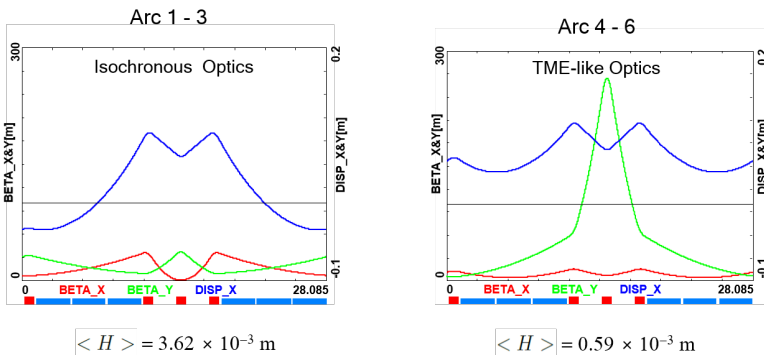 Arc 1 - 3
300
0.2
Isochronous Optics
BETA_X&Y[m]
DISP_X&Y[m]
0
-0.1
0
BETA_X
BETA_Y
DISP_X
28.085
< H > = 3.62 × 10⁻³ m
Arc 4 - 6
300
0.2
TME-like Optics
BETA_X&Y[m]
DISP_X&Y[m]
0
-0.1
0
BETA_X
BETA_Y
DISP_X
28.085
< H > = 0.59 × 10⁻³ m